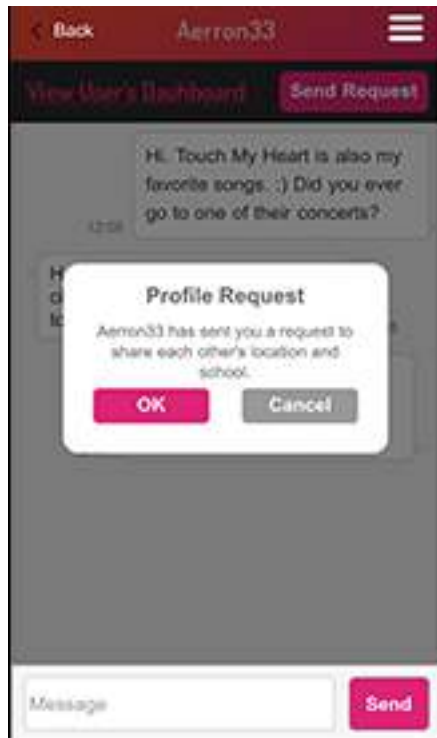 Back
Aerron33
View User's Dashboard
Send Request
Hi. Touch My Heart is also my
favorite songs. :) Did you ever
go to one of their concerts?
12:08
H
Profile Request
Aerron33 has sent you a request to
share each other's location and
school.
OK
Cancel
Message
Send